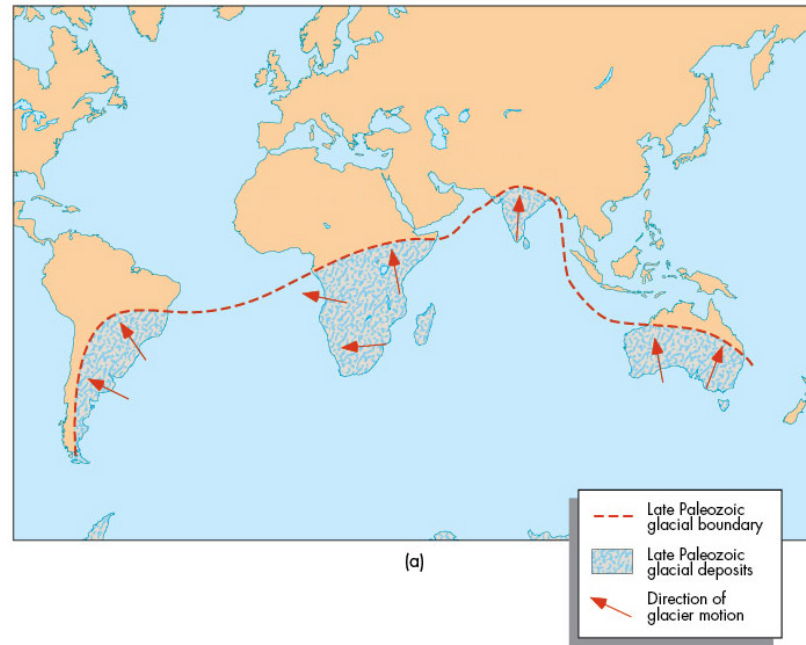 (a)
Late Paleozoic
glacial boundary
Late Paleozoic
glacial deposits
Direction of
glacier motion